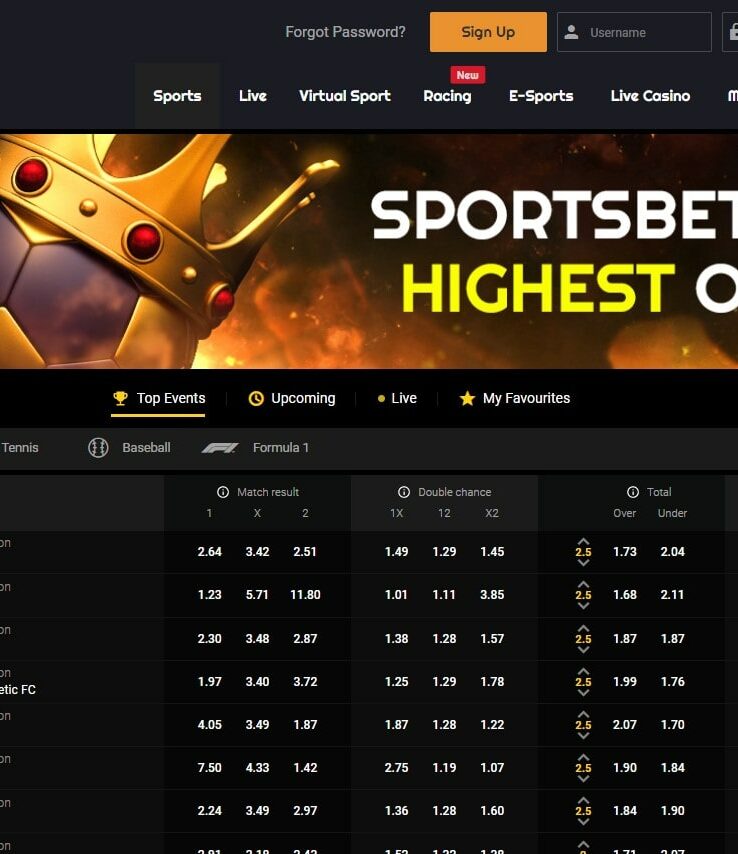 Forgot Password? Sign Up Username
New
Sports Live Virtual Sport Racing E-Sports Live Casino
SPORTSBET
HIGHEST
Top Events Upcoming Live My Favourites
Tennis Baseball Formula 1
Match result Double chance Total
1 X 2 1X 12 X2 Over Under
on
2.64 3.42 2.51 1.49 1.29 1.45 2.5 1.73 2.04
on
1.23 5.71 11.80 1.01 1.11 3.85 2.5 1.68 2.11
on
2.30 3.48 2.87 1.38 1.28 1.57 2.5 1.87 1.87
on
1.97 3.40 3.72 1.25 1.29 1.78 2.5 1.99 1.76
etic FC
on
4.05 3.49 1.87 1.87 1.28 1.22 2.5 2.07 1.70
on
7.50 4.33 1.42 2.75 1.19 1.07 2.5 1.90 1.84
on
2.24 3.49 2.97 1.36 1.28 1.60 2.5 1.84 1.90
on